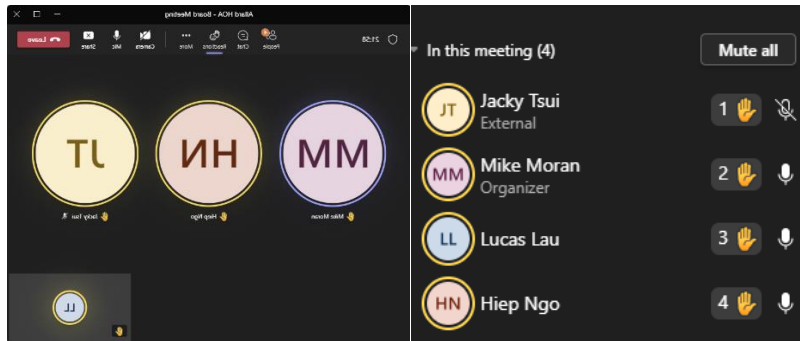 Allard HOA - Board Meeting
21:58
4
People Chat Reactions More Camera Mic Share Leave
MM HN JT
Mike Moran Hiep Ngo Jacky Tsui
LL
In this meeting (4) Mute all
JT Jacky Tsui 1
External
MM Mike Moran 2
Organizer
LL Lucas Lau 3
HN Hiep Ngo 4